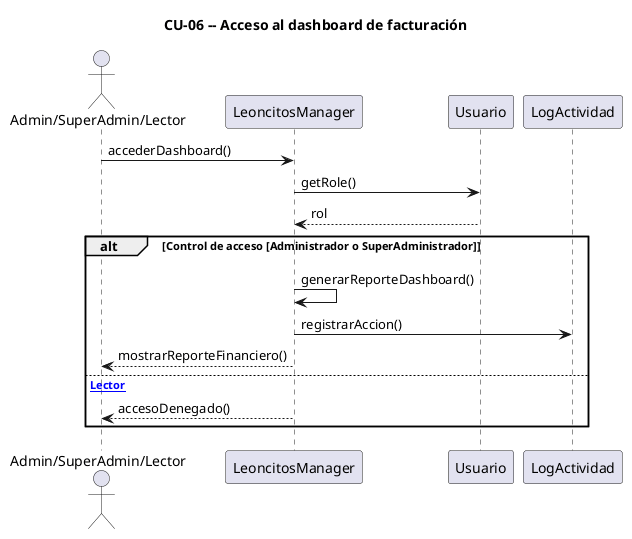 CU-06 -- Acceso al dashboard de facturación
Admin/SuperAdmin/Lector
LeoncitosManager
Usuario
LogActividad
accederDashboard()
getRole()
rol
alt
[Control de acceso [Administrador o SuperAdministrador]]
generarReporteDashboard()
registrarAccion()
mostrarReporteFinanciero()
Lector
accesoDenegado()
Admin/SuperAdmin/Lector
LeoncitosManager
Usuario
LogActividad